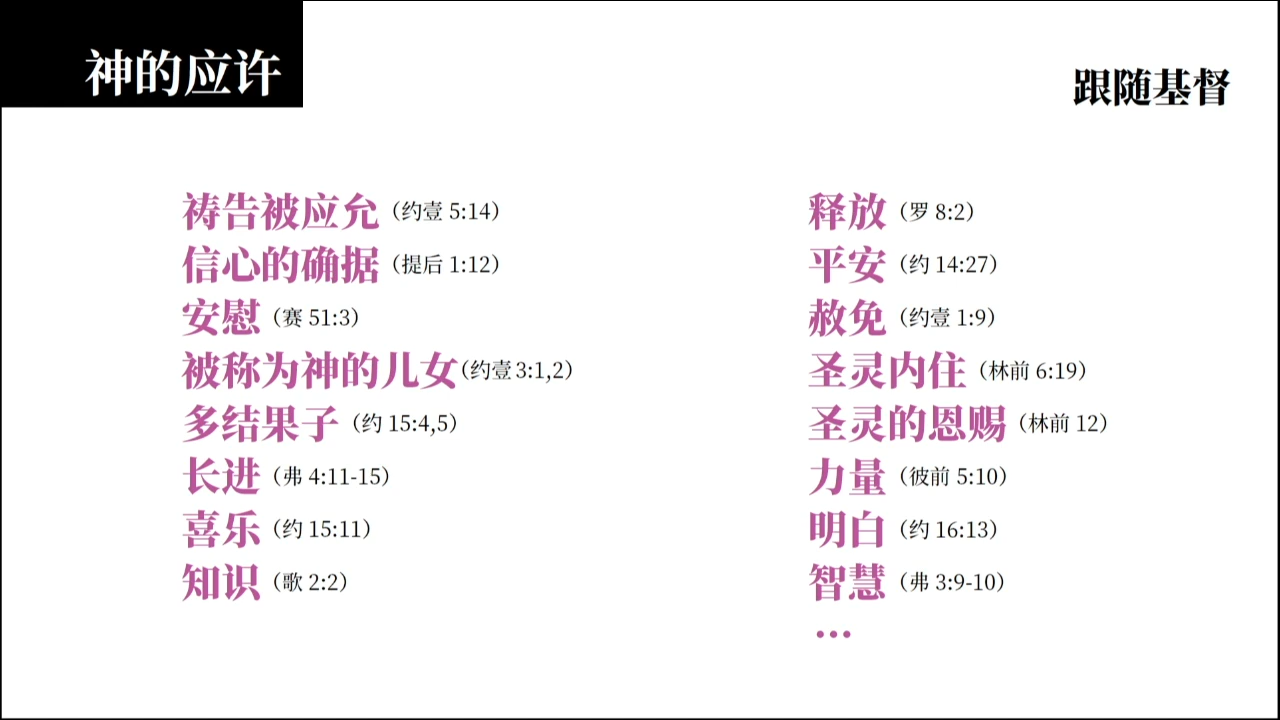 神的应许
跟随基督
祷告被应允（约壹 5:14）
信心的确据（提后 1:12）
安慰（赛 51:3）
被称为神的儿女(约壹 3:1,2）
多结果子（约 15:4,5）
长进（弗 4:11-15）
喜乐（约 15:11）
知识（歌 2:2）
释放（罗 8:2）
平安（约 14:27）
赦免（约壹 1:9）
圣灵内住（林前 6:19）
圣灵的恩赐（林前 12）
力量（彼前 5:10）
明白（约 16:13）
智慧（弗 3:9-10）
…